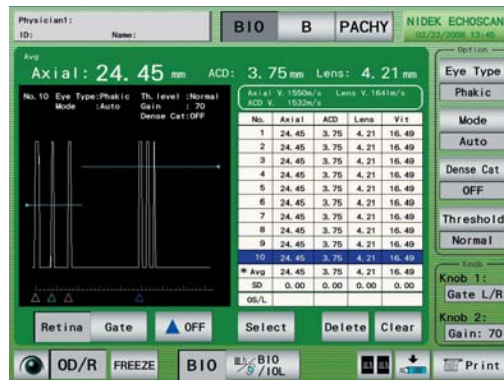 Physician1:
ID: Name:
BIO B PACHY
NIDEK ECHOSCAN
02/22/2006 13:45
Avg
Axial: 24.45 mm ACD: 3.75 mm Lens: 4.21 mm
No.10 Eye Type:Phakic Th.level :Normal
Mode :Auto Gain : 70
Dense Cat:OFF
Axial V.1550m/s Lens V.1641m/s
ACD V. 1532m/s
No. Axial ACD Lens Vit
1 24.45 3.75 4.21 16.49
2 24.45 3.75 4.21 16.49
3 24.45 3.75 4.21 16.49
4 24.45 3.75 4.21 16.49
5 24.45 3.75 4.21 16.49
6 24.45 3.75 4.21 16.49
7 24.45 3.75 4.21 16.49
8 24.45 3.75 4.21 16.49
9 24.45 3.75 4.21 16.49
10 24.45 3.75 4.21 16.49
* Avg 24.45 3.75 4.21 16.49
SD 0.00 0.00 0.00 0.00
OS/L
Option
Eye Type
Phakic
Mode
Auto
Dense Cat
OFF
Threshold
Normal
Knob
Knob 1:
Gate L/R
Knob 2:
Gain: 70
Retina Gate OFF Select Delete Clear
OD/R FREEZE BIO BIO/IOL Print